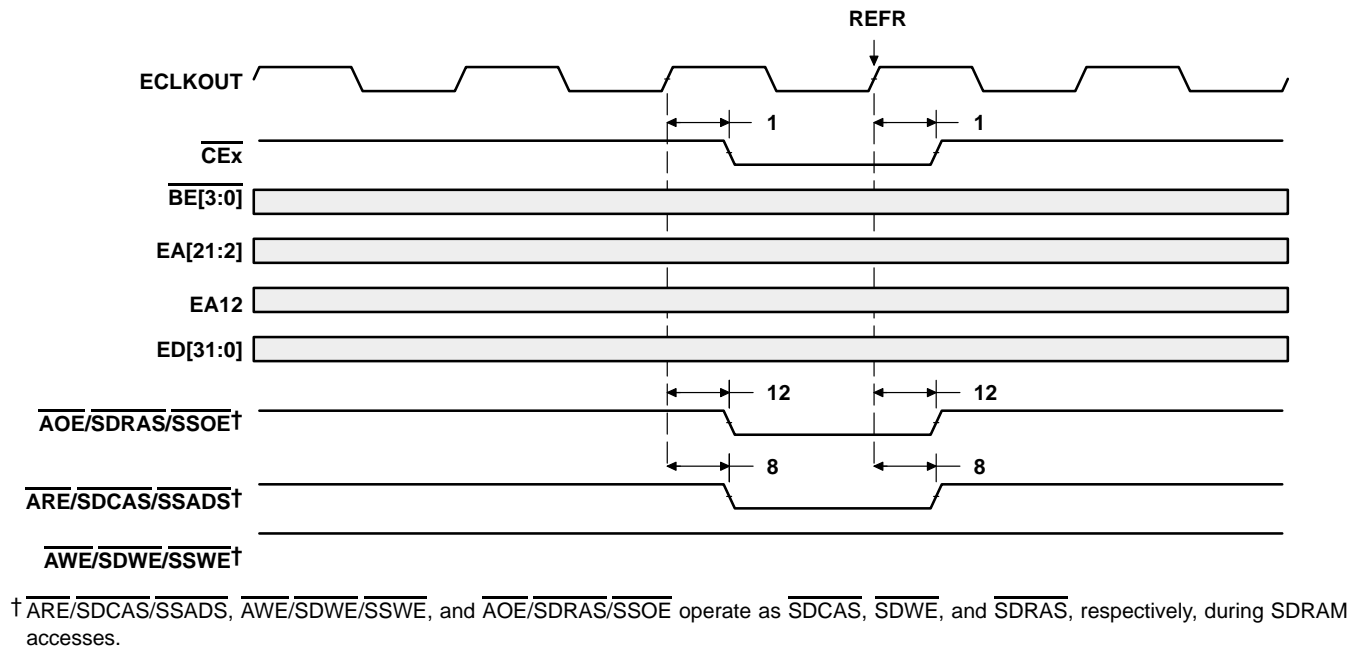 REFR
ECLKOUT
1 1
CEx
BE[3:0]
EA[21:2]
EA12
ED[31:0]
12 12
AOE/SDRAS/SSOE†
8 8
ARE/SDCAS/SSADS†
AWE/SDWE/SSWE†
† ARE/SDCAS/SSADS, AWE/SDWE/SSWE, and AOE/SDRAS/SSOE operate as SDCAS, SDWE, and SDRAS, respectively, during SDRAM
accesses.